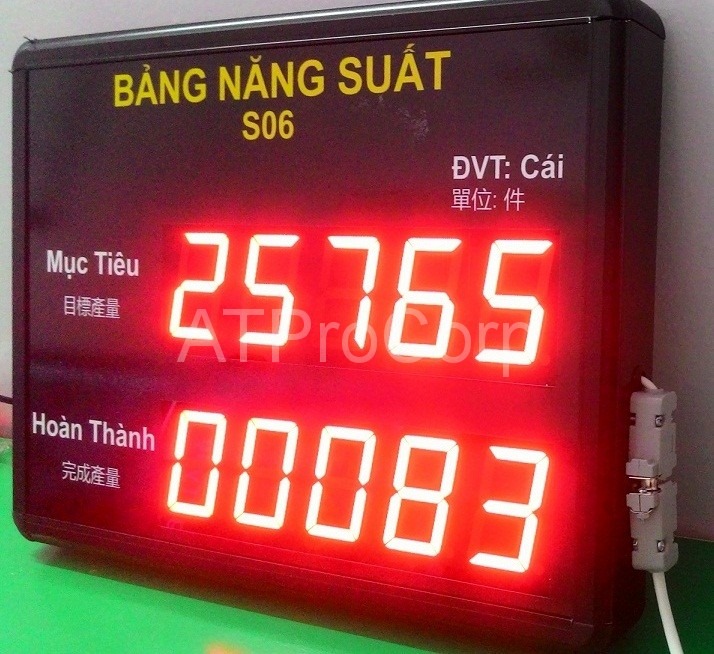 BẢNG NĂNG SUẤT
S06
ĐVT: Cái
單位: 件
Mục Tiêu
目標產量
25765
ATProCorp
Hoàn Thành
完成產量
00083